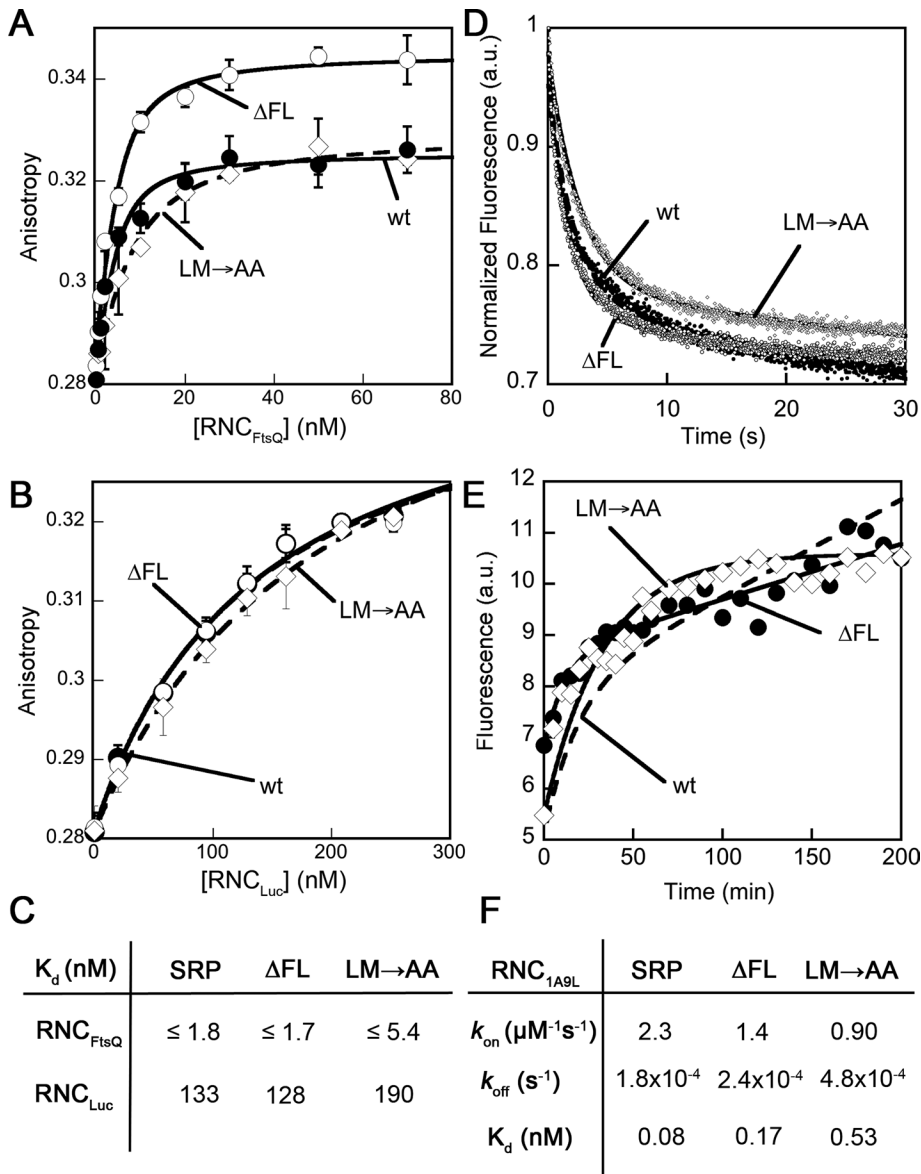 A
Anisotropy
0.34
0.32
0.3
0.28
0 20 40 60 80
[RNC_FtsQ] (nM)
ΔFL
wt
LM→AA
D
Normalized Fluorescence (a.u.)
1
0.9
0.8
0.7
0 10 20 30
Time (s)
wt
LM→AA
ΔFL
B
Anisotropy
0.32
0.31
0.3
0.29
0.28
0 100 200 300
[RNC_Luc] (nM)
ΔFL
LM→AA
wt
E
Fluorescence (a.u.)
12
11
10
9
8
7
6
5
0 50 100 150 200
Time (min)
LM→AA
ΔFL
wt
C
K_d (nM) SRP ΔFL LM→AA
RNC_FtsQ ≤ 1.8 ≤ 1.7 ≤ 5.4
RNC_Luc 133 128 190
F
RNC_1A9L SRP ΔFL LM→AA
k_on (µM⁻¹s⁻¹) 2.3 1.4 0.90
k_off (s⁻¹) 1.8x10⁻⁴ 2.4x10⁻⁴ 4.8x10⁻⁴
K_d (nM) 0.08 0.17 0.53